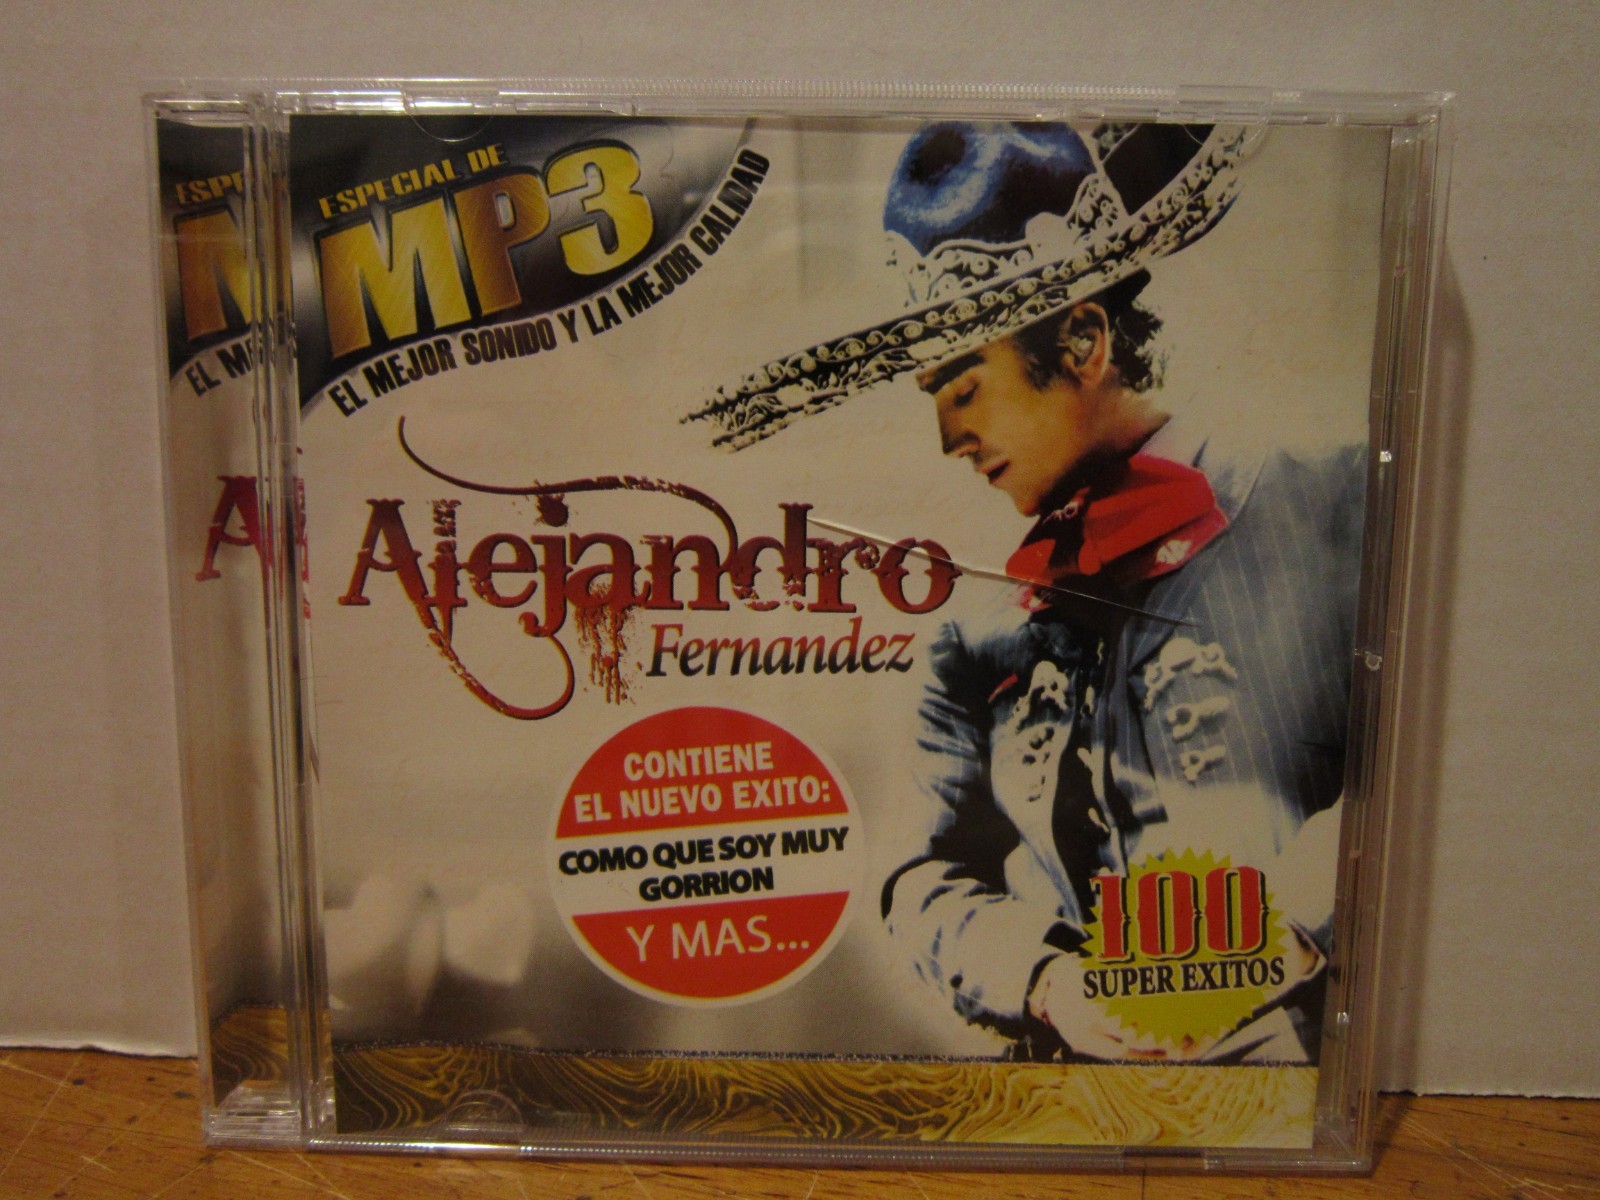 ESPECIAL DE
MP3
EL MEJOR SONIDO Y LA MEJOR CALIDAD
Alejandro
Fernandez
CONTIENE
EL NUEVO EXITO:
COMO QUE SOY MUY
GORRION
Y MAS...
100
SUPER EXITOS